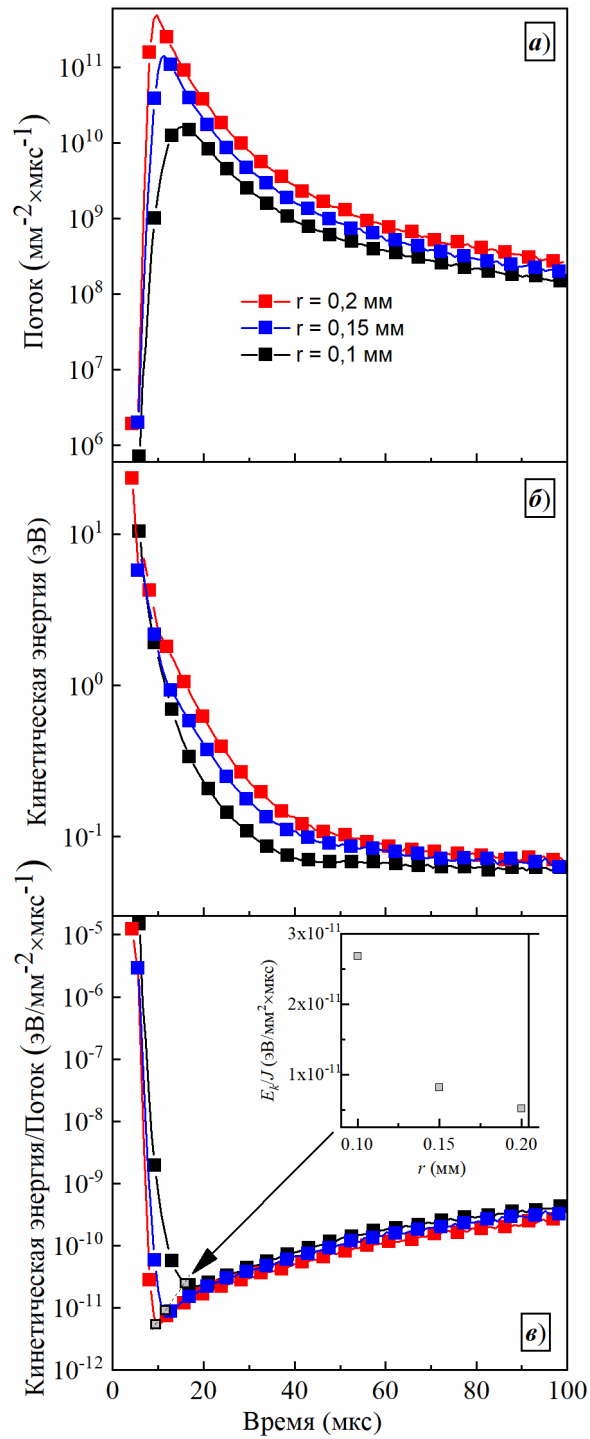 а)
Поток (мм⁻²×мкс⁻¹)
10¹¹
10¹⁰
10⁹
10⁸
10⁷
10⁶
r = 0,2 мм
r = 0,15 мм
r = 0,1 мм
б)
Кинетическая энергия (эВ)
10¹
10⁰
10⁻¹
в)
Кинетическая энергия/Поток (эВ/мм⁻²×мкс⁻¹)
10⁻⁵
10⁻⁶
10⁻⁷
10⁻⁸
10⁻⁹
10⁻¹⁰
10⁻¹¹
10⁻¹²
Eₖ/J (эВ/мм²×мкс)
3x10⁻¹¹
2x10⁻¹¹
1x10⁻¹¹
0.10 0.15 0.20
r (мм)
0 20 40 60 80 100
Время (мкс)